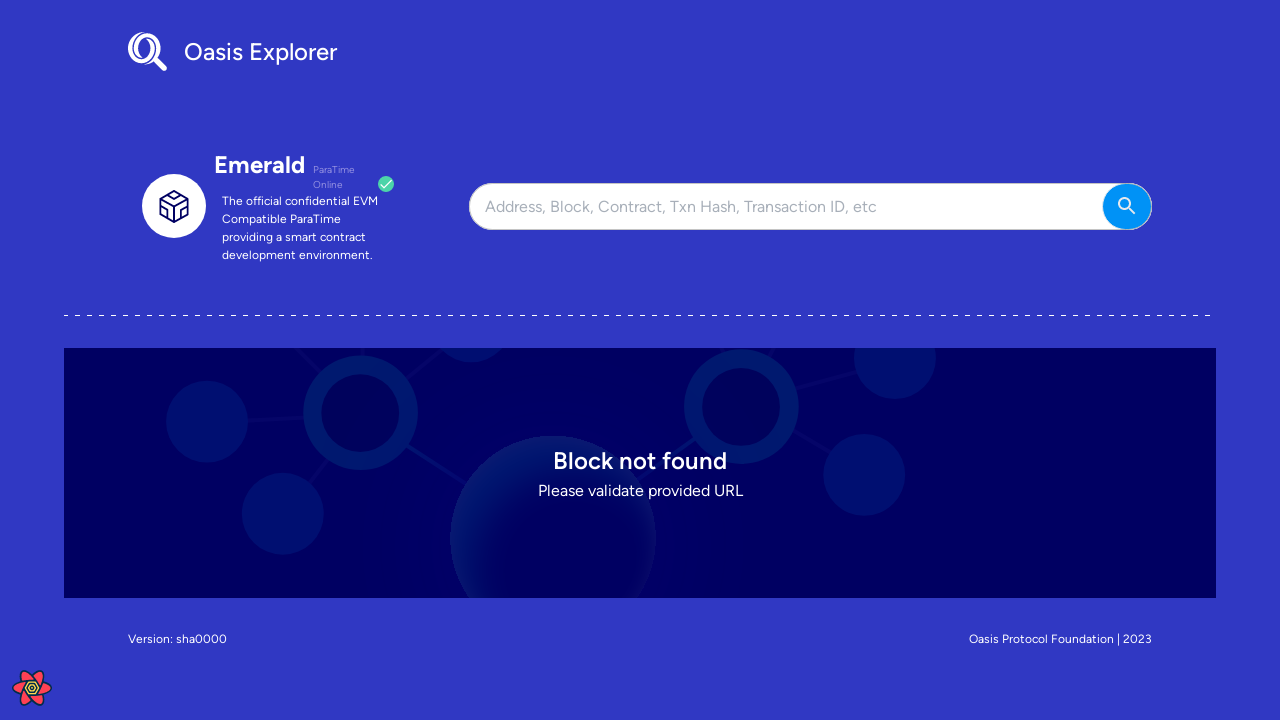 Oasis Explorer
Emerald
ParaTime
Online
The official confidential EVM
Compatible ParaTime
providing a smart contract
development environment.
Address, Block, Contract, Txn Hash, Transaction ID, etc
Block not found
Please validate provided URL
Version: sha0000
Oasis Protocol Foundation | 2023